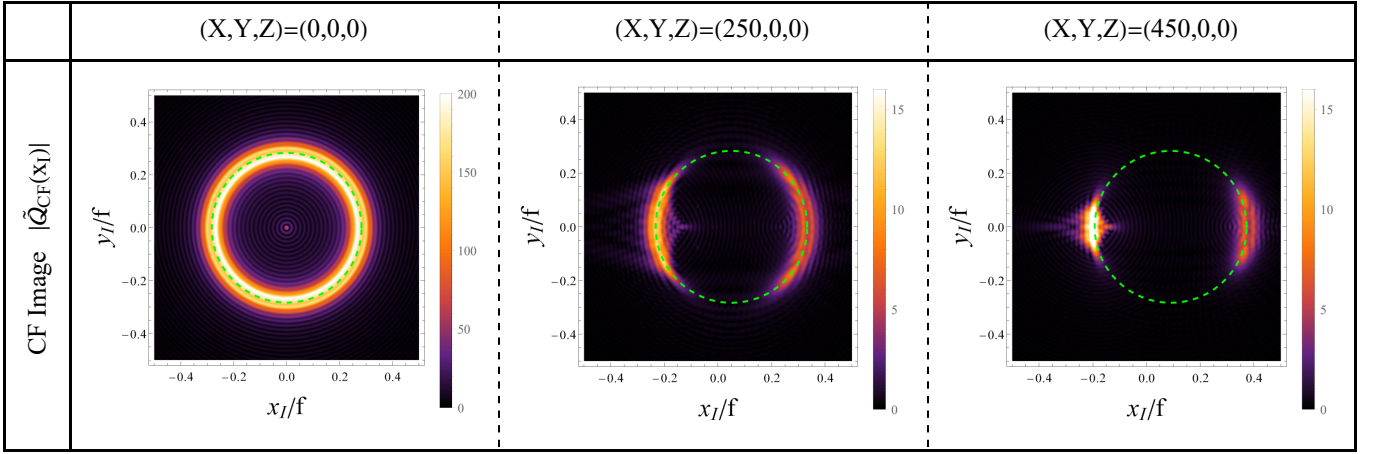 (X,Y,Z)=(0,0,0)
(X,Y,Z)=(250,0,0)
(X,Y,Z)=(450,0,0)
CF Image |Q̃CF(xI)|
0.4
0.2
0.0
−0.2
−0.4
yI/f
−0.4 −0.2 0.0 0.2 0.4
xI/f
200
150
100
50
0
0.4
0.2
0.0
−0.2
−0.4
yI/f
−0.4 −0.2 0.0 0.2 0.4
xI/f
15
10
5
0
0.4
0.2
0.0
−0.2
−0.4
yI/f
−0.4 −0.2 0.0 0.2 0.4
xI/f
15
10
5
0